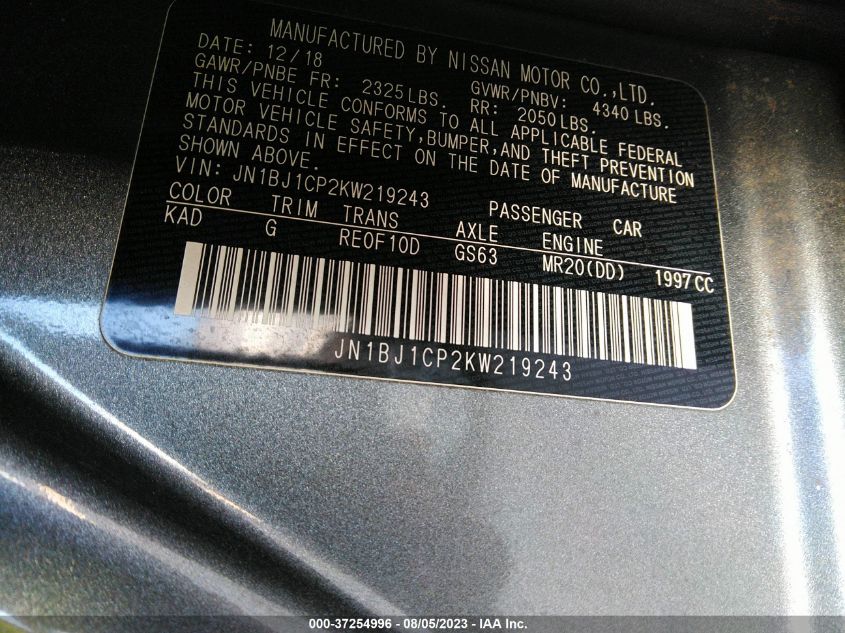 MANUFACTURED BY NISSAN MOTOR CO.,LTD.
DATE: 12/18 GVWR/PNBV: 4340 LBS.
GAWR/PNBE FR: 2325 LBS. RR: 2050 LBS.
THIS VEHICLE CONFORMS TO ALL APPLICABLE FEDERAL
MOTOR VEHICLE SAFETY,BUMPER,AND THEFT PREVENTION
STANDARDS IN EFFECT ON THE DATE OF MANUFACTURE
SHOWN ABOVE.
VIN: JN1BJ1CP2KW219243 PASSENGER CAR
COLOR TRIM TRANS AXLE ENGINE
KAD G RE0F10D GS63 MR20(DD) 1997CC
JN1BJ1CP2KW219243
000-37254996 - 08/05/2023 - IAA Inc.